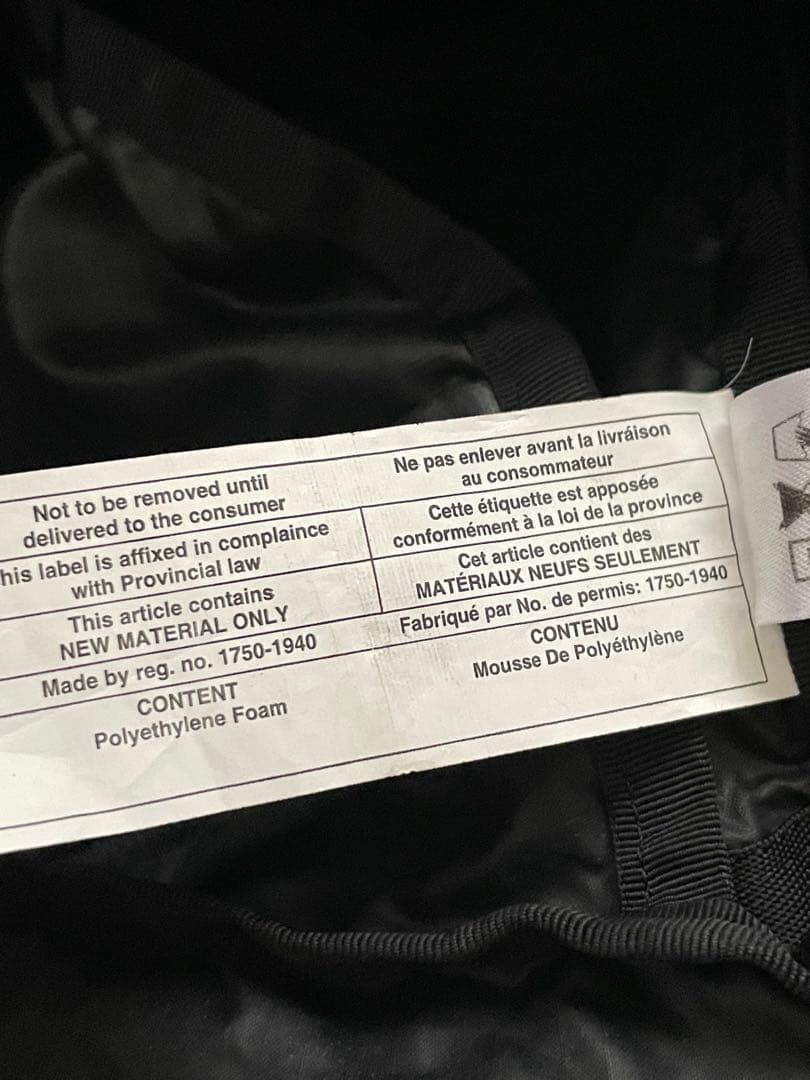 Not to be removed until
delivered to the consumer
his label is affixed in complaince
with Provincial law
This article contains
NEW MATERIAL ONLY
Made by reg. no. 1750-1940
CONTENT
Polyethylene Foam
Ne pas enlever avant la livráison
au consommateur
Cette étiquette est apposée
conformément à la loi de la province
Cet article contient des
MATÉRIAUX NEUFS SEULEMENT
Fabriqué par No. de permis: 1750-1940
CONTENU
Mousse De Polyéthylène